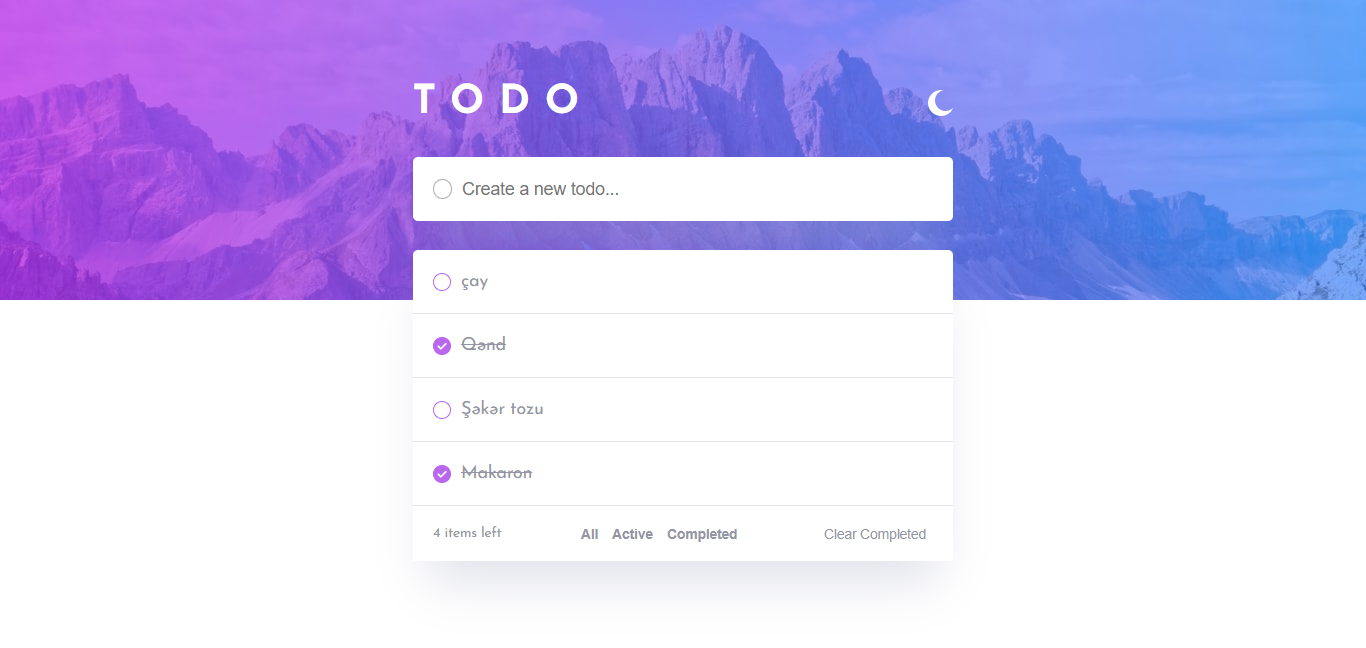 TODO
Create a new todo...
çay
Qənd
Şəkər tozu
Makaron
4 items left All Active Completed Clear Completed